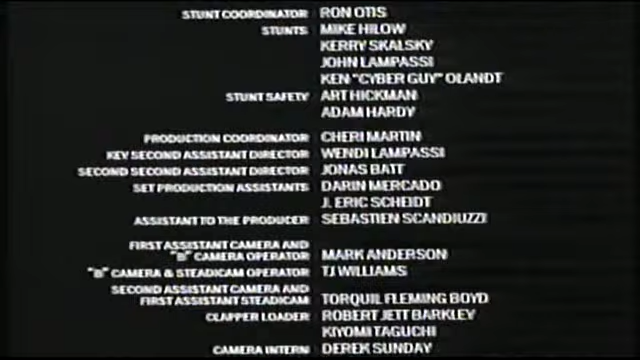 STUNT COORDINATOR RON OTIS
STUNTS MIKE HILOW
KERRY SKALSKY
JOHN LAMPASSI
KEN "CYBER GUY" OLANDT
STUNT SAFETY ART HICKMAN
ADAM HARDY
PRODUCTION COORDINATOR CHERI MARTIN
KEY SECOND ASSISTANT DIRECTOR WENDI LAMPASSI
SECOND SECOND ASSISTANT DIRECTOR JONAS BATT
SET PRODUCTION ASSISTANTS DARIN MERCADO
J. ERIC SCHEIDT
ASSISTANT TO THE PRODUCER SEBASTIEN SCANDIUZZI
FIRST ASSISTANT CAMERA AND
"B" CAMERA OPERATOR MARK ANDERSON
"B" CAMERA & STEADICAM OPERATOR TJ WILLIAMS
SECOND ASSISTANT CAMERA AND
FIRST ASSISTANT STEADICAM TORQUIL FLEMING BOYD
CLAPPER LOADER ROBERT JETT BARKLEY
KIYOMI TAGUCHI
CAMERA INTERN DEREK SUNDAY